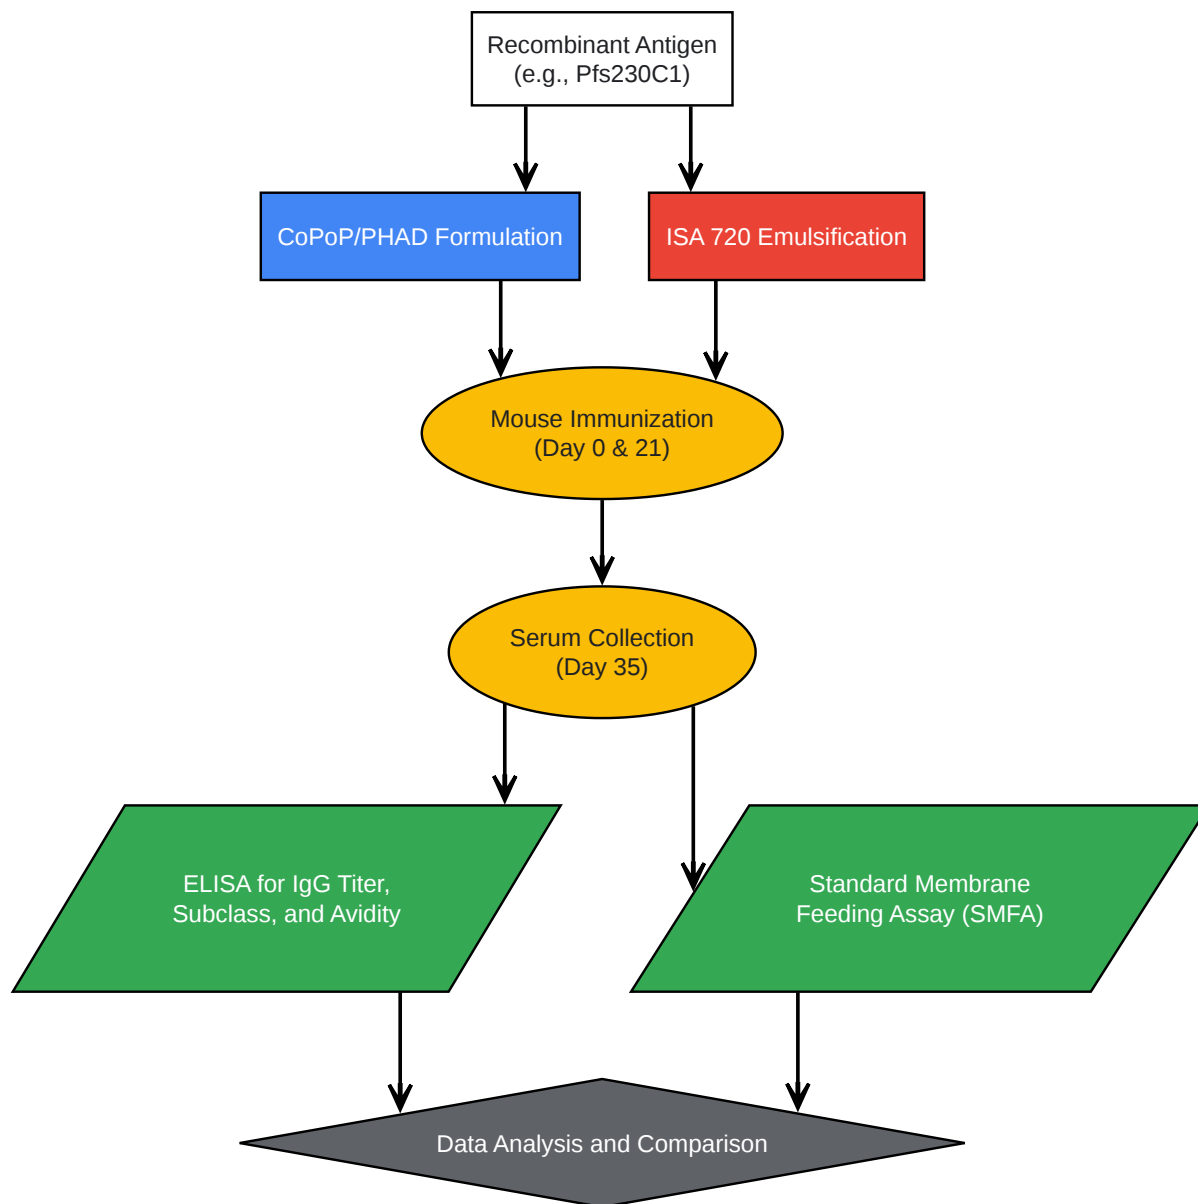 Recombinant Antigen
(e.g., Pfs230C1)
CoPoP/PHAD Formulation
ISA 720 Emulsification
Mouse Immunization
(Day 0 & 21)
Serum Collection
(Day 35)
ELISA for IgG Titer,
Subclass, and Avidity
Standard Membrane
Feeding Assay (SMFA)
Data Analysis and Comparison